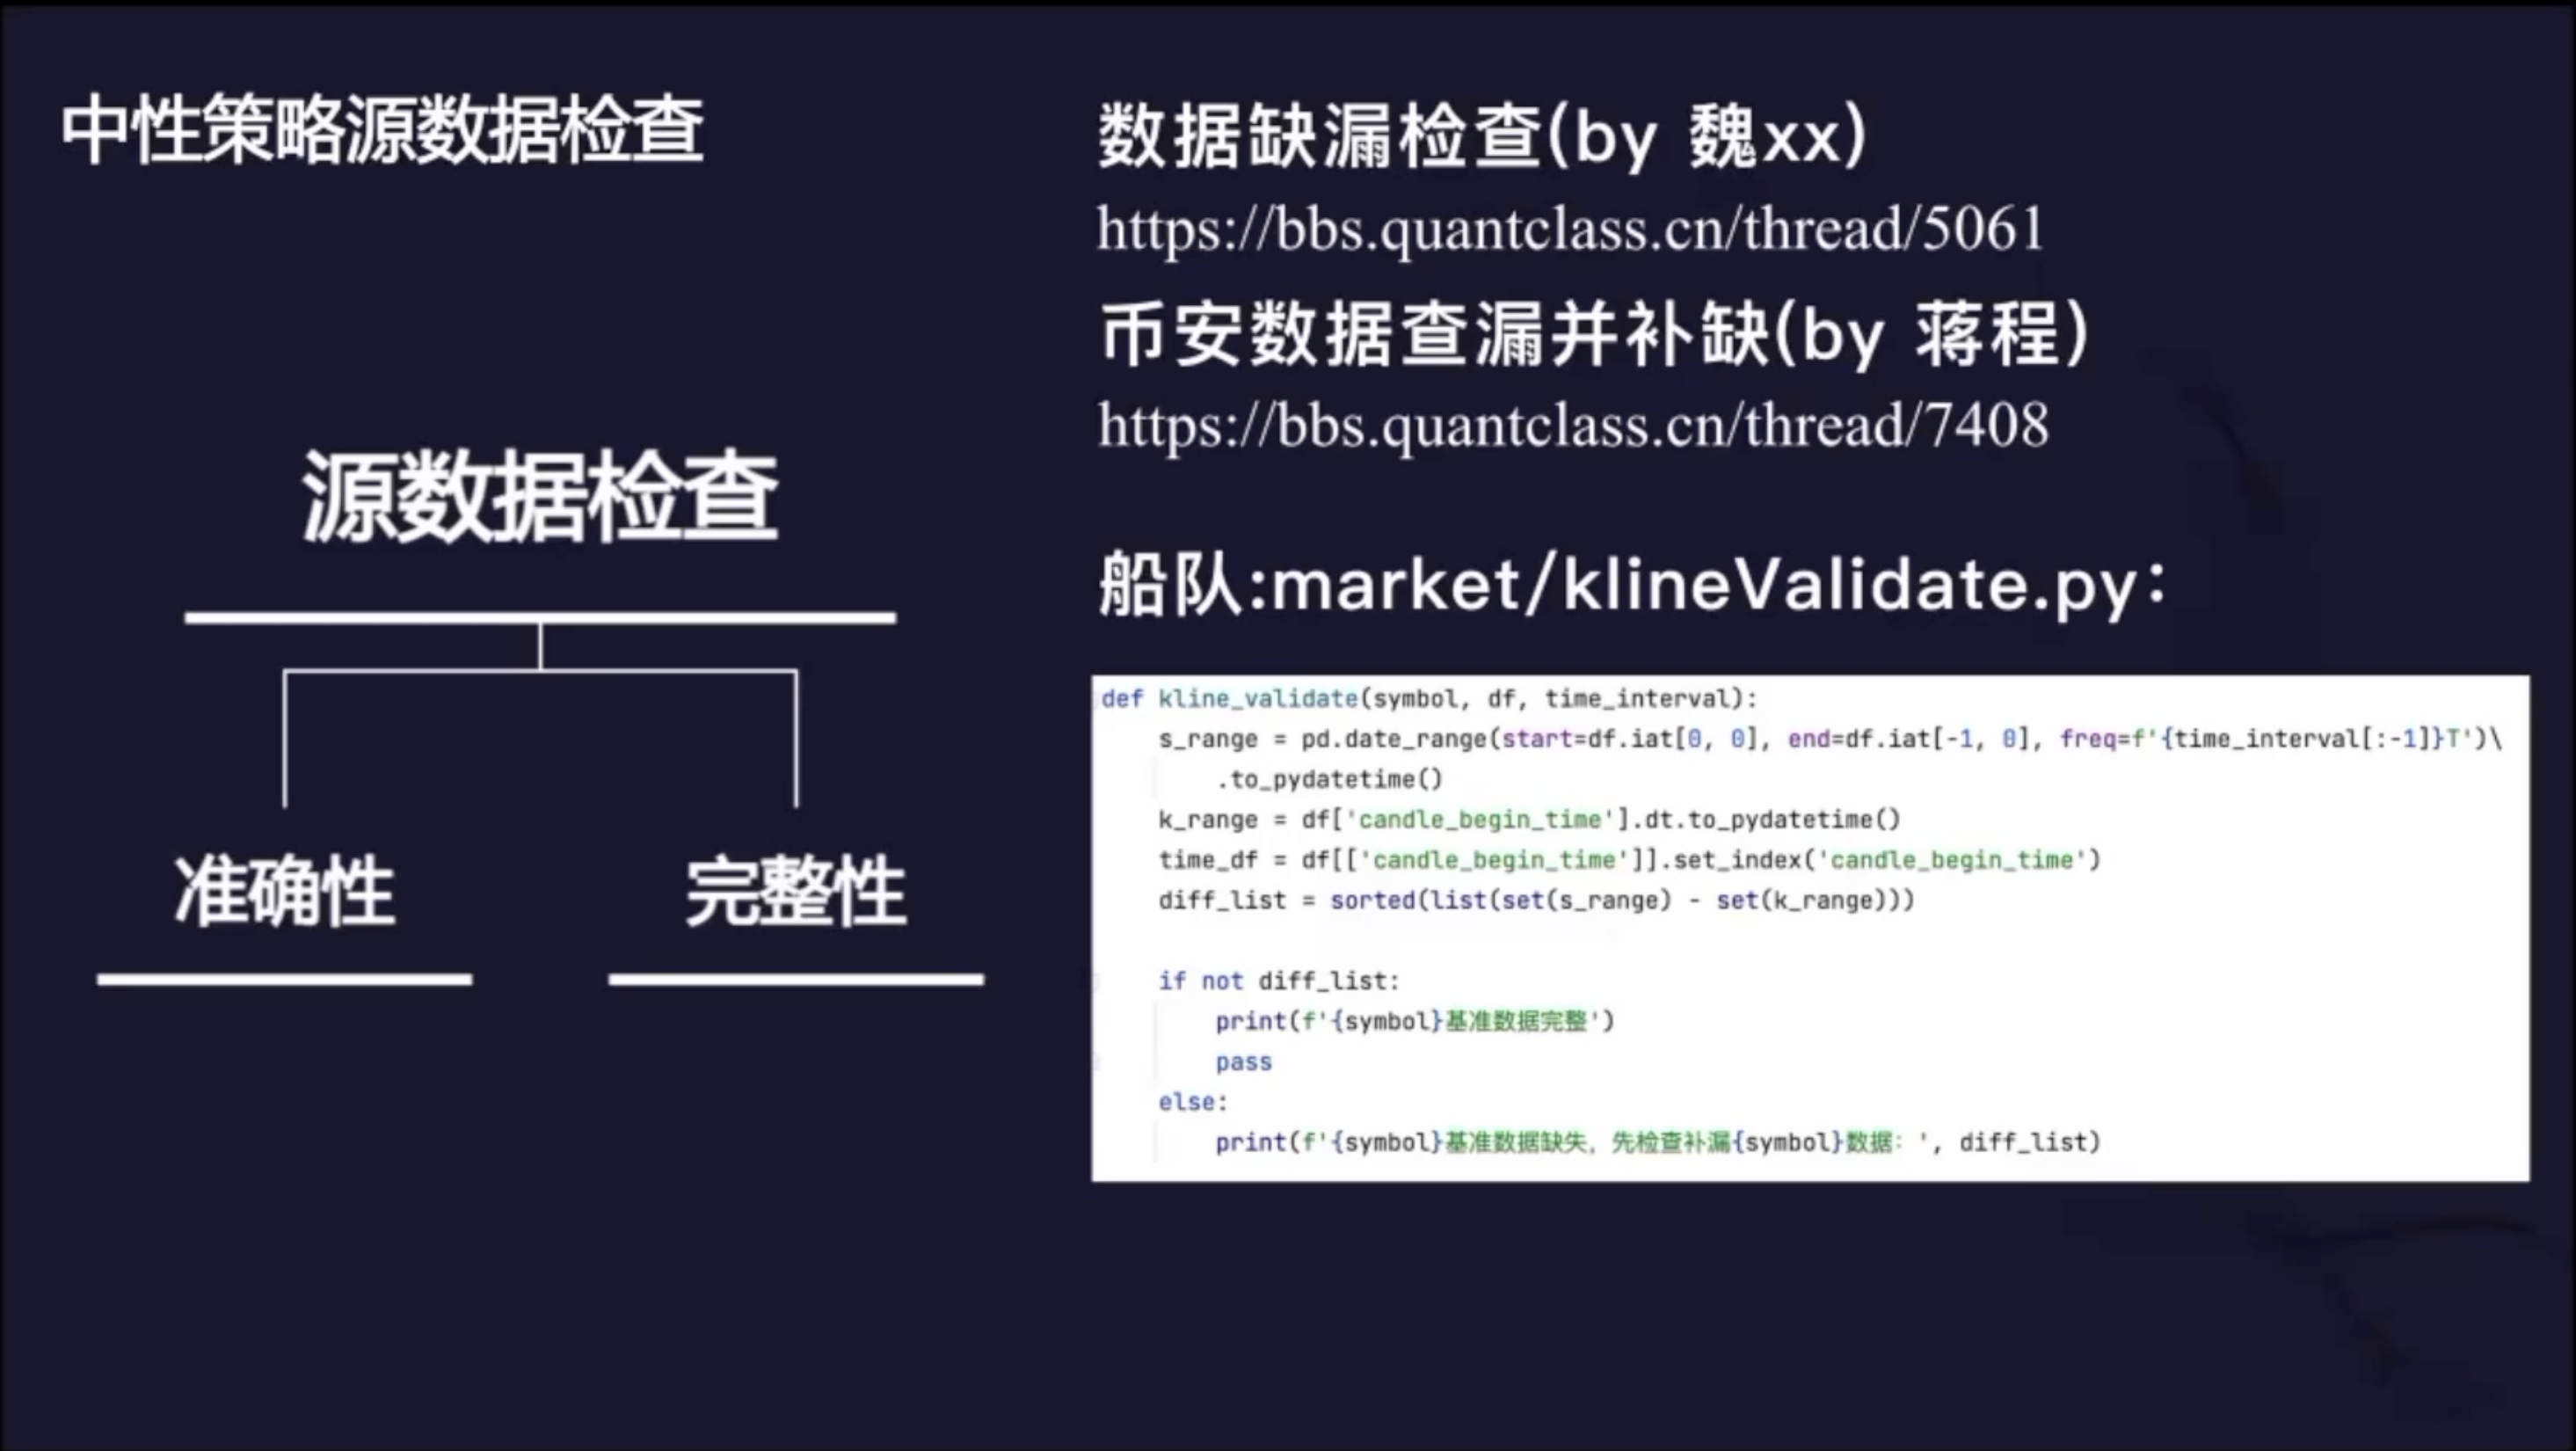 中性策略源数据检查
源数据检查
准确性
完整性
数据缺漏检查(by 魏xx)
https://bbs.quantclass.cn/thread/5061
币安数据查漏并补缺(by 蒋程)
https://bbs.quantclass.cn/thread/7408
船队:market/klineValidate.py:
def kline_validate(symbol, df, time_interval):
    s_range = pd.date_range(start=df.iat[0, 0], end=df.iat[-1, 0], freq=f'{time_interval[:-1]}T')\
        .to_pydatetime()
    k_range = df['candle_begin_time'].dt.to_pydatetime()
    time_df = df[['candle_begin_time']].set_index('candle_begin_time')
    diff_list = sorted(list(set(s_range) - set(k_range)))
    if not diff_list:
        print(f'{symbol}基准数据完整')
        pass
    else:
        print(f'{symbol}基准数据缺失，先检查补漏{symbol}数据：', diff_list)